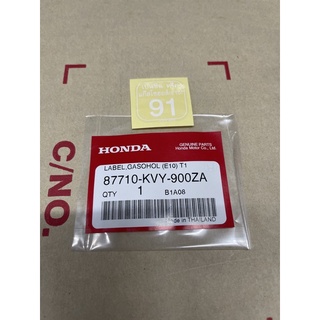 91
HONDA
GENUINE PARTS
Honda Motor Co., Ltd.
LABEL,GASOHOL (E10) T1
87710-KVY-900ZA
QTY 1 B1A08
Made in THAILAND
C/NO.